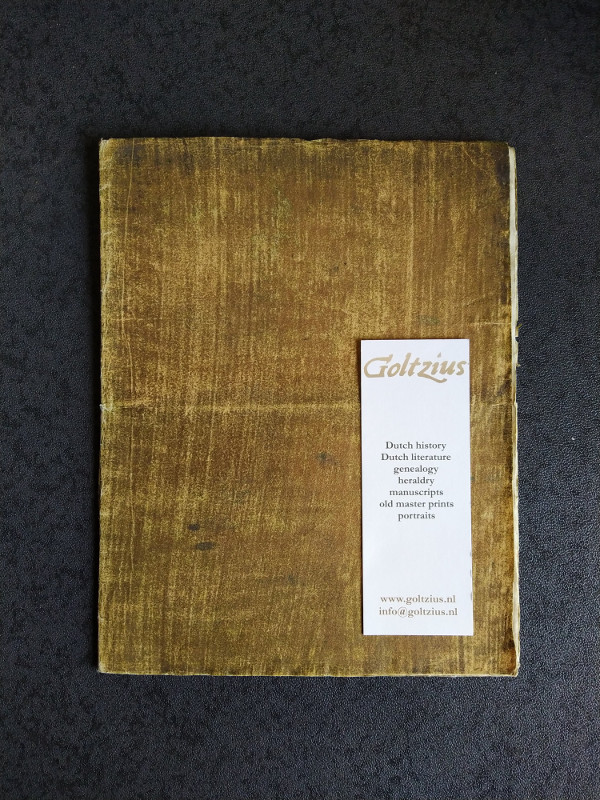 Goltzius
Dutch history
Dutch literature
genealogy
heraldry
manuscripts
old master prints
portraits
www.goltzius.nl
info@goltzius.nl